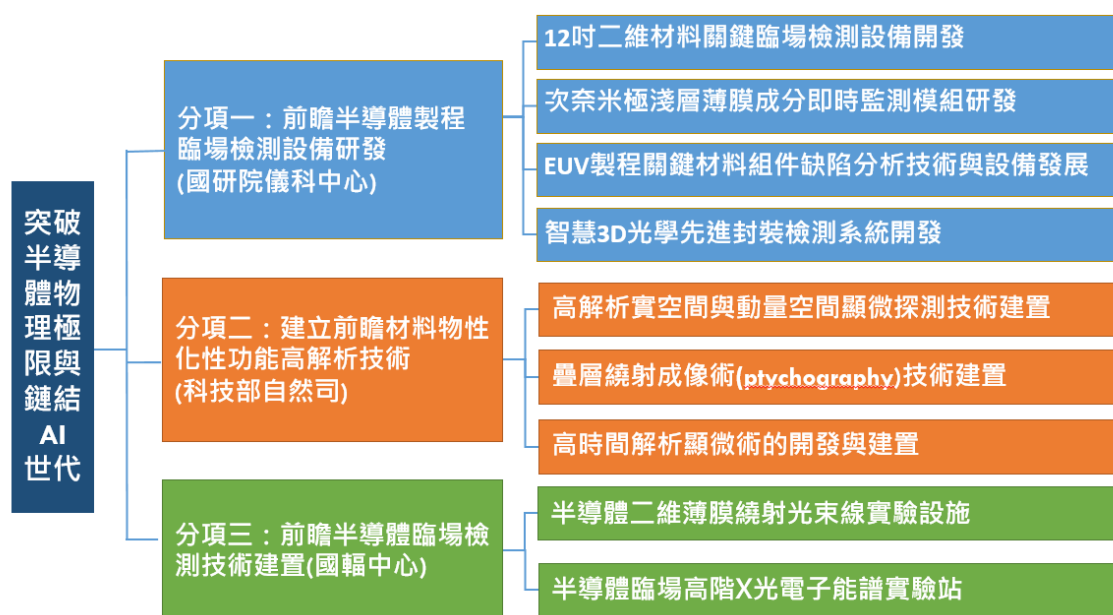 突破
半導
體物
理極
限與
鏈結
AI
世代
分項一：前瞻半導體製程
臨場檢測設備研發
(國研院儀科中心)
12吋二維材料關鍵臨場檢測設備開發
次奈米極淺層薄膜成分即時監測模組研發
EUV製程關鍵材料組件缺陷分析技術與設備發展
智慧3D光學先進封裝檢測系統開發
分項二：建立前瞻材料物性
化性功能高解析技術
(科技部自然司)
高解析實空間與動量空間顯微探測技術建置
疊層繞射成像術(ptychography)技術建置
高時間解析顯微術的開發與建置
分項三：前瞻半導體臨場檢
測技術建置(國輻中心)
半導體二維薄膜繞射光束線實驗設施
半導體臨場高階X光電子能譜實驗站